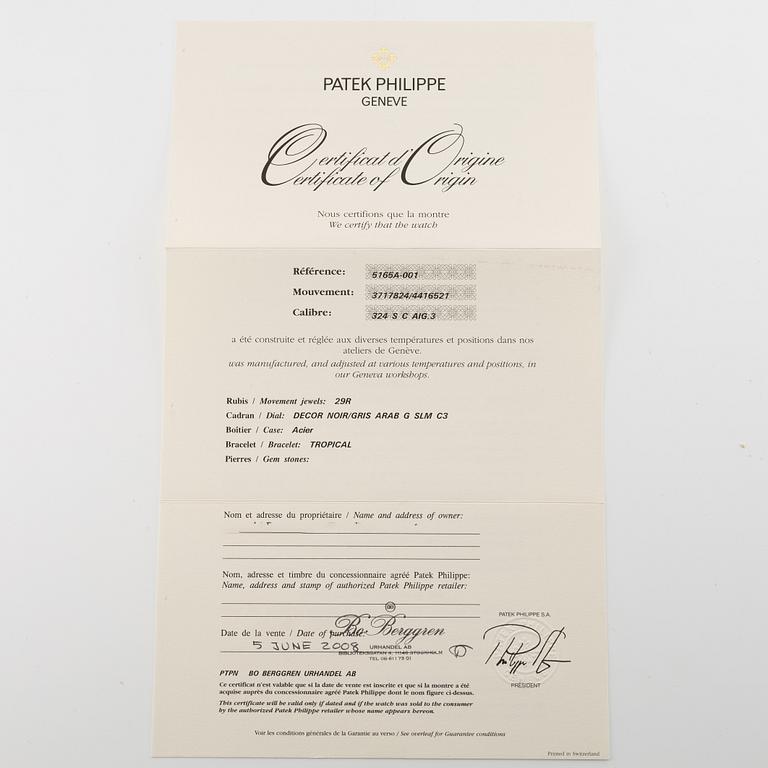 PATEK PHILIPPE
GENEVE
Certificat d'Origine
Certificate of Origin
Nous certifions que la montre
We certify that the watch
Référence: 5165A-001
Mouvement: 3717824/4416521
Calibre: 324 S C AIG.3
a été construite et réglée aux diverses températures et positions dans nos
ateliers de Genève.
was manufactured, and adjusted at various temperatures and positions, in
our Geneva workshops.
Rubis / Movement jewels: 29R
Cadran / Dial: DECOR NOIR/GRIS ARAB G SLM C3
Boîtier / Case: Acier
Bracelet / Bracelet: TROPICAL
Pierres / Gem stones:
Nom et adresse du propriétaire / Name and address of owner:
Nom, adresse et timbre du concessionnaire agréé Patek Philippe:
Name, address and stamp of authorized Patek Philippe retailer:
Bo Berggren
Date de la vente / Date of purchase:
5 JUNE 2008
URHANDEL AB
BIBLIOTEKSGATAN 11146 STOCKHOLM
TEL 08-611 73 01
PATEK PHILIPPE S.A.
PRÉSIDENT
PTPN BO BERGGREN URHANDEL AB
Ce certificat n'est valable que si la date de vente est inscrite et que si la montre a été
acquise auprès du concessionnaire agréé Patek Philippe dont le nom figure ci-dessus.
This certificate will be valid only if dated and if the watch was sold to the consumer
by the authorized Patek Philippe retailer whose name appears hereon.
Voir les conditions générales de la Garantie au verso / See overleaf for Guarantee conditions
Printed in Switzerland